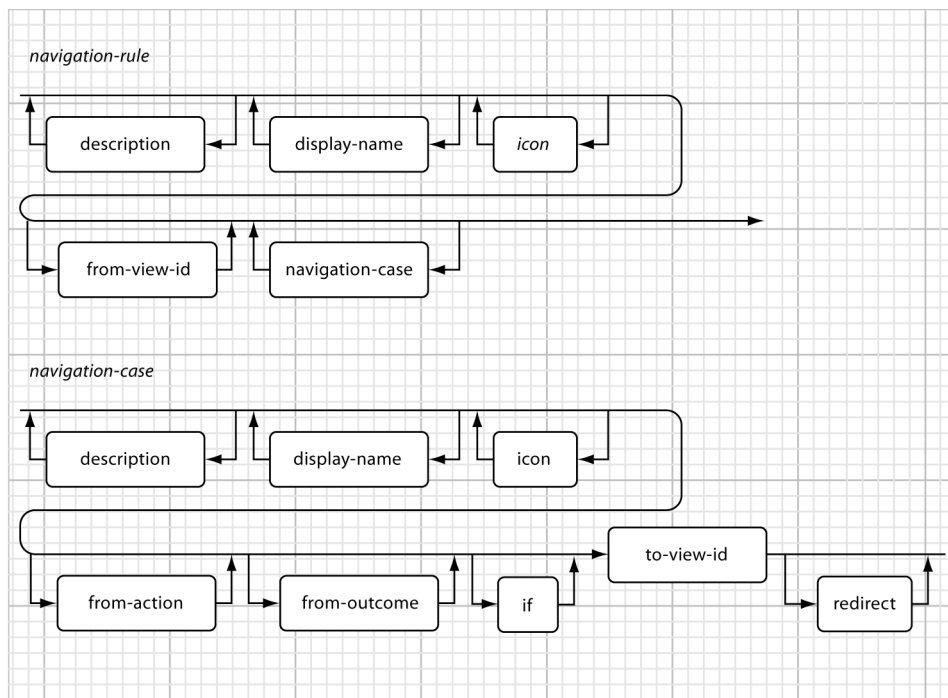 navigation-rule
description display-name icon
from-view-id navigation-case
navigation-case
description display-name icon
to-view-id
from-action from-outcome if redirect